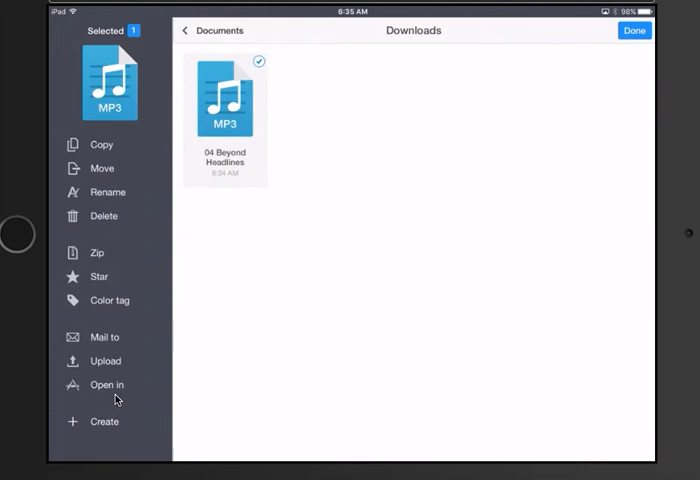 iPad
6:35 AM
98%
Selected 1
Documents
Downloads
Done
MP3
MP3
04 Beyond
Headlines
6:34 AM
Copy
Move
Rename
Delete
Zip
Star
Color tag
Mail to
Upload
Open in
Create